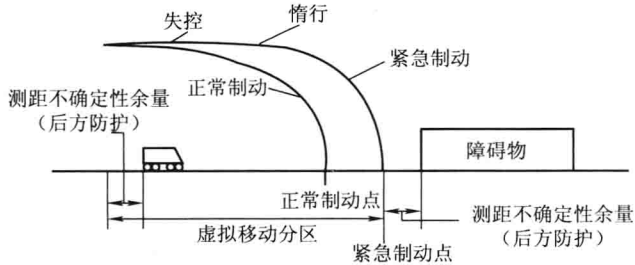 失控
惰行
紧急制动
正常制动
测距不确定性余量
（后方防护）
障碍物
正常制动点
测距不确定性余量
（后方防护）
虚拟移动分区
紧急制动点